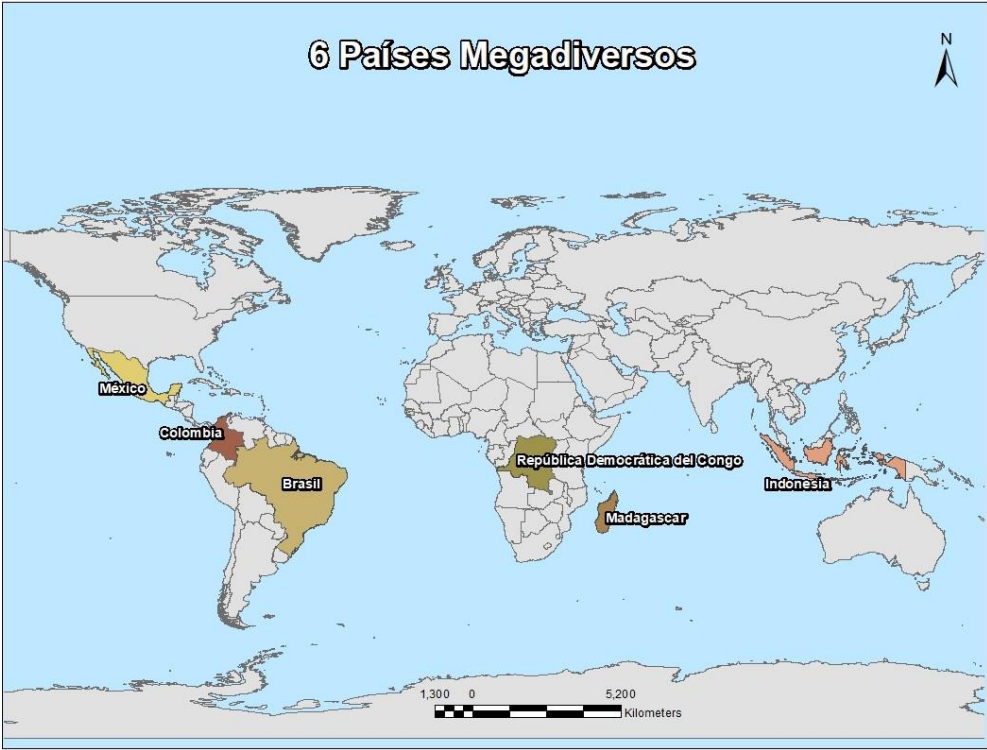 6 Países Megadiversos
N
México
Colombia
Brasil
República Democrática del Congo
Indonesia
Madagascar
1,300 0 5,200
Kilometers